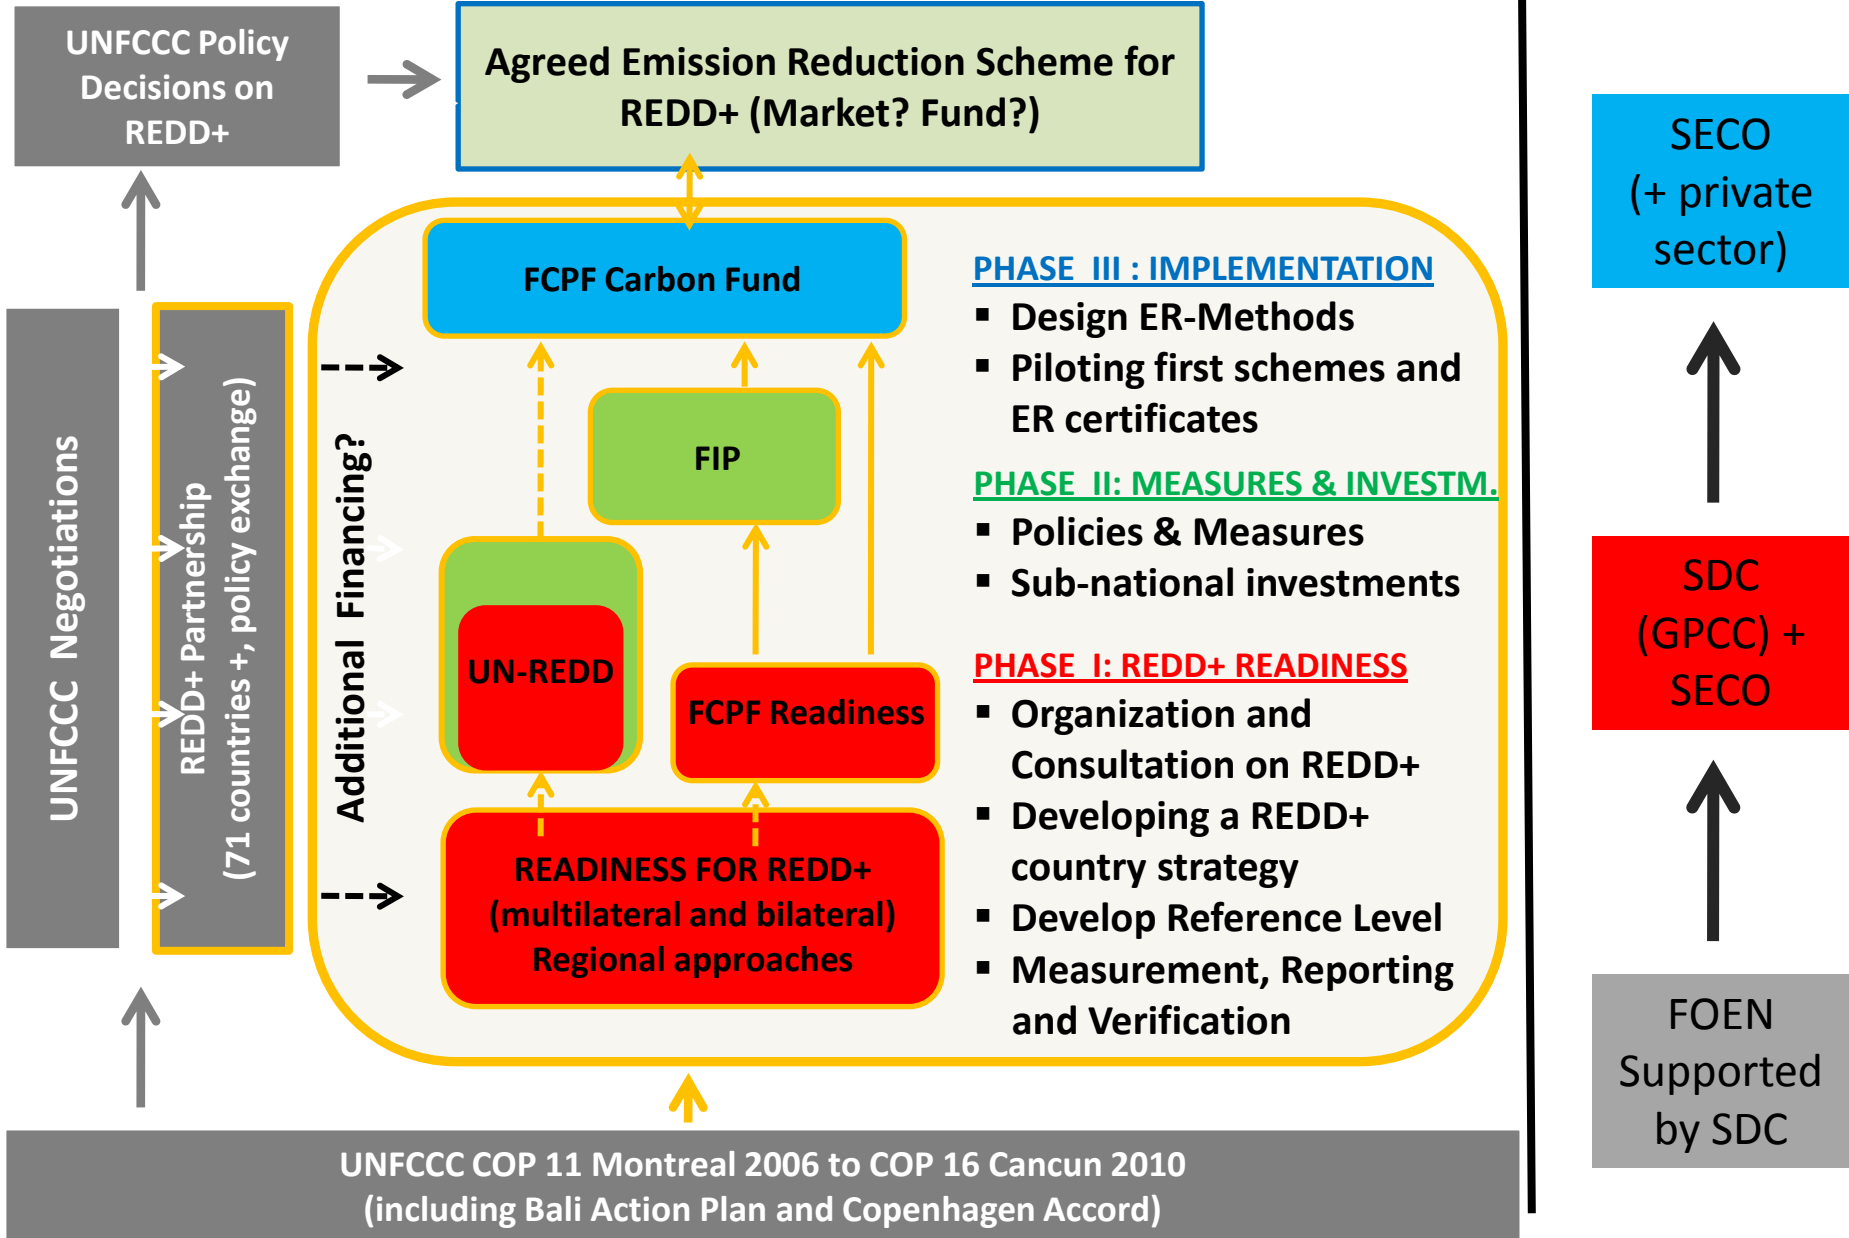 UNFCCC Policy
Decisions on
REDD+
Agreed Emission Reduction Scheme for
REDD+ (Market? Fund?)
UNFCCC  Negotiations
REDD+ Partnership
(71 countries +, policy exchange)
Additional  Financing?
FCPF Carbon Fund
FIP
UN-REDD
FCPF Readiness
READINESS FOR REDD+
(multilateral and bilateral)
Regional approaches
PHASE  III : IMPLEMENTATION
▪ Design ER-Methods
▪ Piloting first schemes and
ER certificates
PHASE  II: MEASURES & INVESTM.
▪ Policies & Measures
▪ Sub-national investments
PHASE  I: REDD+ READINESS
▪ Organization and
Consultation on REDD+
▪ Developing a REDD+
country strategy
▪ Develop Reference Level
▪ Measurement, Reporting
and Verification
UNFCCC COP 11 Montreal 2006 to COP 16 Cancun 2010
(including Bali Action Plan and Copenhagen Accord)
SECO
(+ private
sector)
SDC
(GPCC) +
SECO
FOEN
Supported
by SDC